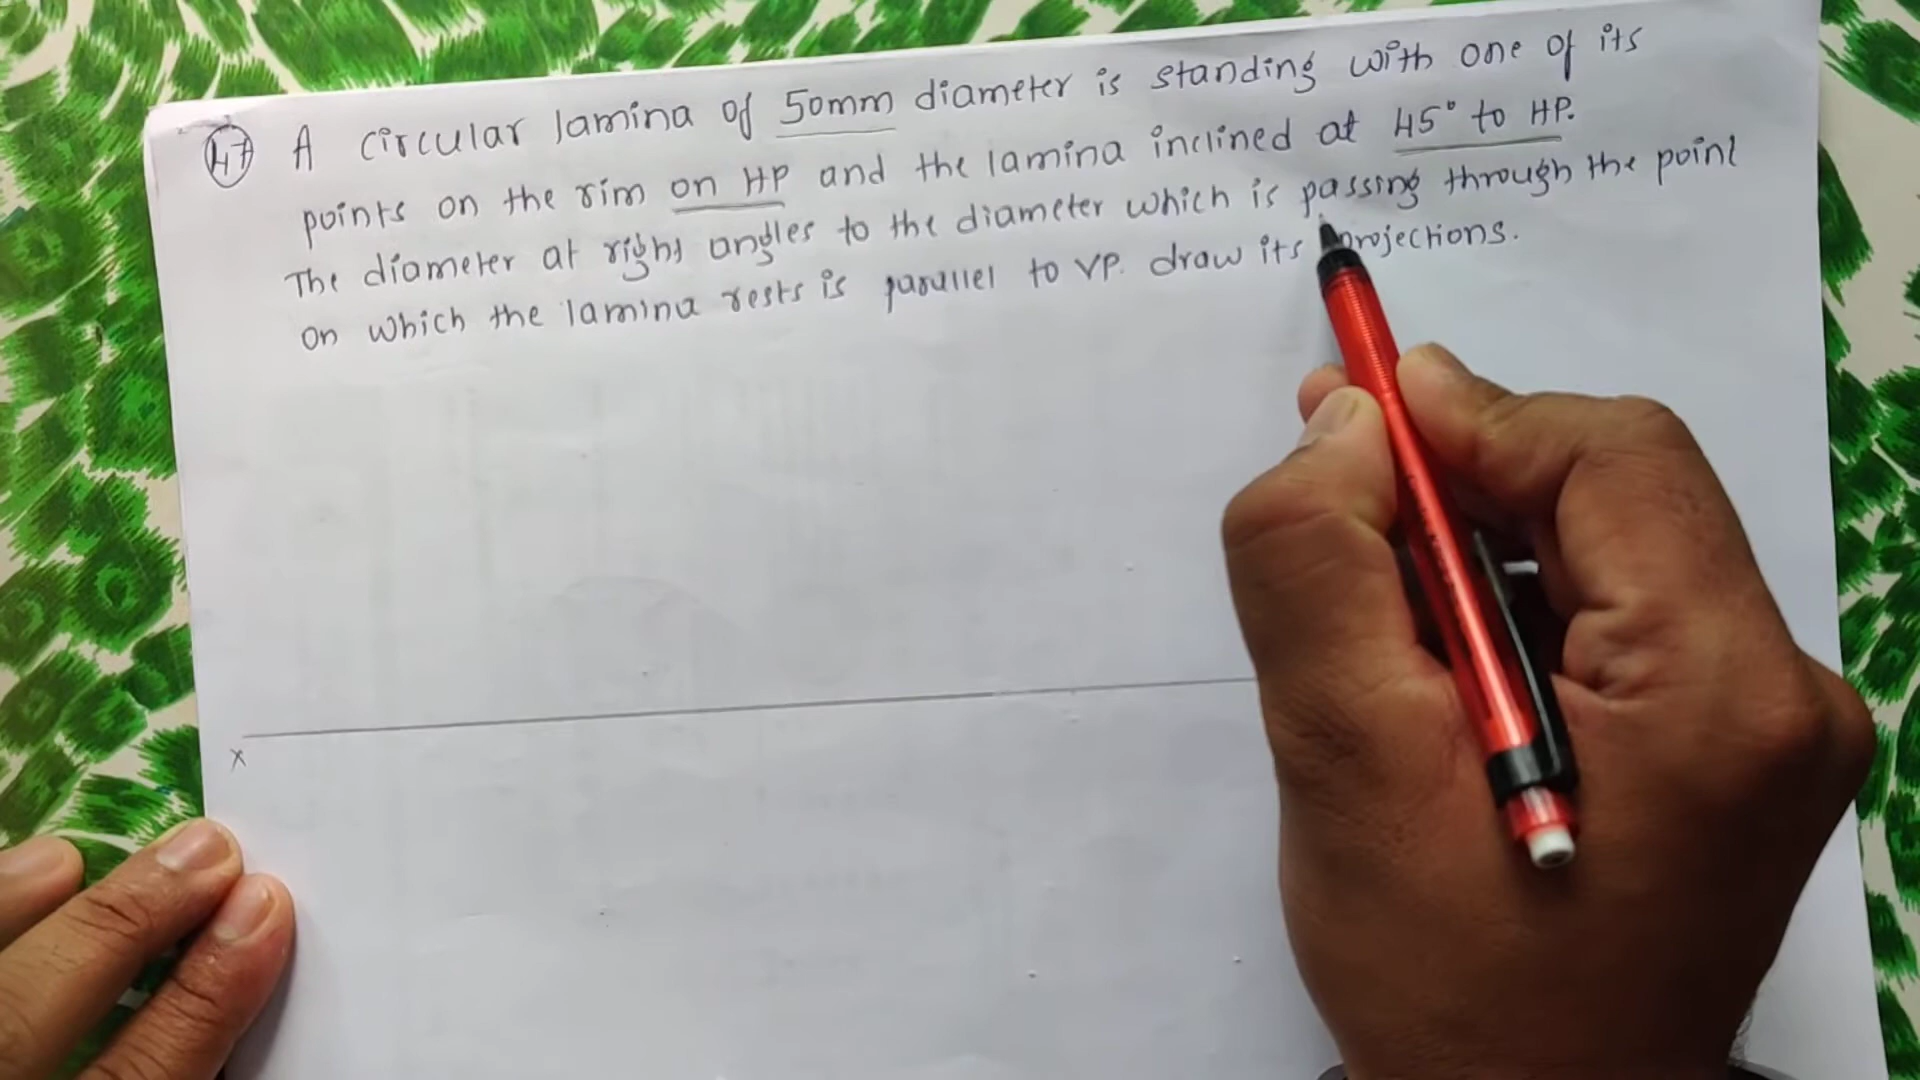 47 A circular lamina of 50mm diameter is standing with one of its
points on the rim on HP and the lamina inclined at 45° to HP.
The diameter at right angles to the diameter which is passing through the point
on which the lamina rests is parallel to VP. draw its projections.
X